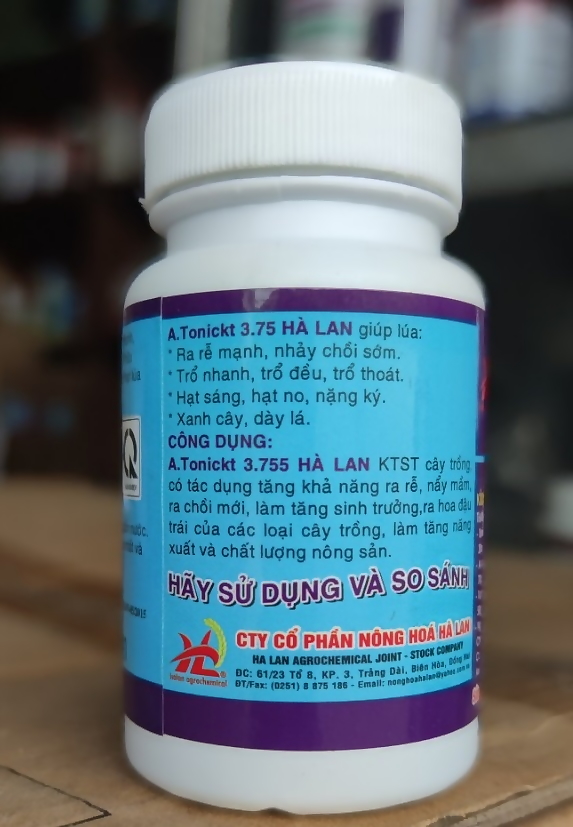 A.Tonickt 3.75 HÀ LAN giúp lúa:
* Ra rễ mạnh, nhảy chồi sớm.
* Trổ nhanh, trổ đều, trổ thoát.
* Hạt sáng, hạt no, nặng ký.
* Xanh cây, dày lá.
CÔNG DỤNG:
A.Tonickt 3.755 HÀ LAN KTST cây trồng
có tác dụng tăng khả năng ra rễ, nẩy mầm,
ra chồi mới, làm tăng sinh trưởng,ra hoa đậu
trái của các loại cây trồng, làm tăng năng
xuất và chất lượng nông sản.
HÃY SỬ DỤNG VÀ SO SÁNH
CTY CỔ PHẦN NÔNG HOÁ HÀ LAN
HA LAN AGROCHEMICAL JOINT - STOCK COMPANY
ĐC: 61/23 Tổ 8, KP. 3, Trảng Dài, Biên Hòa, Đồng Nai
ĐT/Fax: (0251) 8 875 186 - Email: nonghoahalan@yahoo.com.vn
halan agrochemical